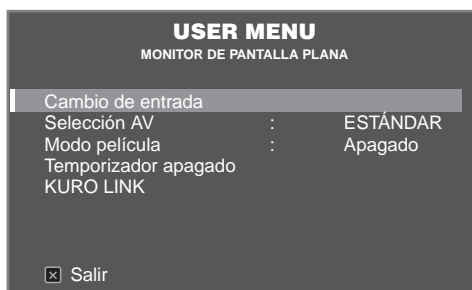 USER MENU
MONITOR DE PANTALLA PLANA
Cambio de entrada
Selección AV : ESTÁNDAR
Modo película : Apagado
Temporizador apagado
KURO LINK
Salir